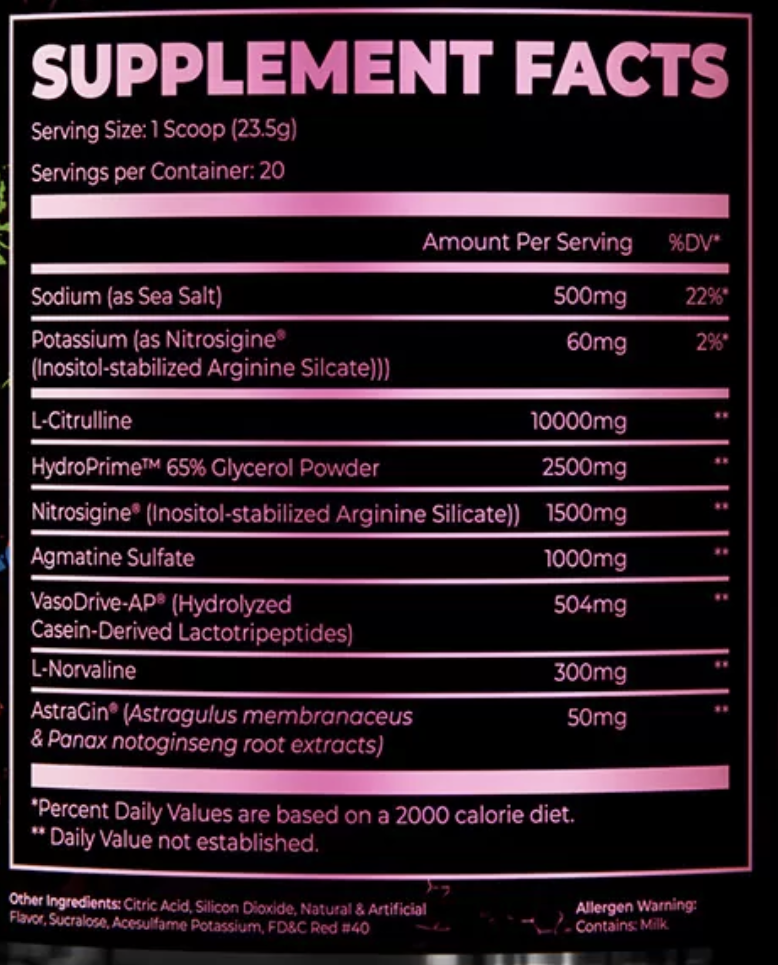 SUPPLEMENT FACTS
Serving Size: 1 Scoop (23.5g)
Servings per Container: 20
Amount Per Serving %DV*
Sodium (as Sea Salt) 500mg 22%*
Potassium (as Nitrosigine® 60mg 2%*
(Inositol-stabilized Arginine Silcate)))
L-Citrulline 10000mg **
HydroPrime™ 65% Glycerol Powder 2500mg **
Nitrosigine® (Inositol-stabilized Arginine Silicate)) 1500mg **
Agmatine Sulfate 1000mg **
VasoDrive-AP® (Hydrolyzed 504mg **
Casein-Derived Lactotripeptides)
L-Norvaline 300mg **
AstraGin® (Astragulus membranaceus 50mg **
& Panax notoginseng root extracts)
*Percent Daily Values are based on a 2000 calorie diet.
** Daily Value not established.
Other Ingredients: Citric Acid, Silicon Dioxide, Natural & Artificial
Flavor, Sucralose, Acesulfame Potassium, FD&C Red #40
Allergen Warning:
Contains: Milk